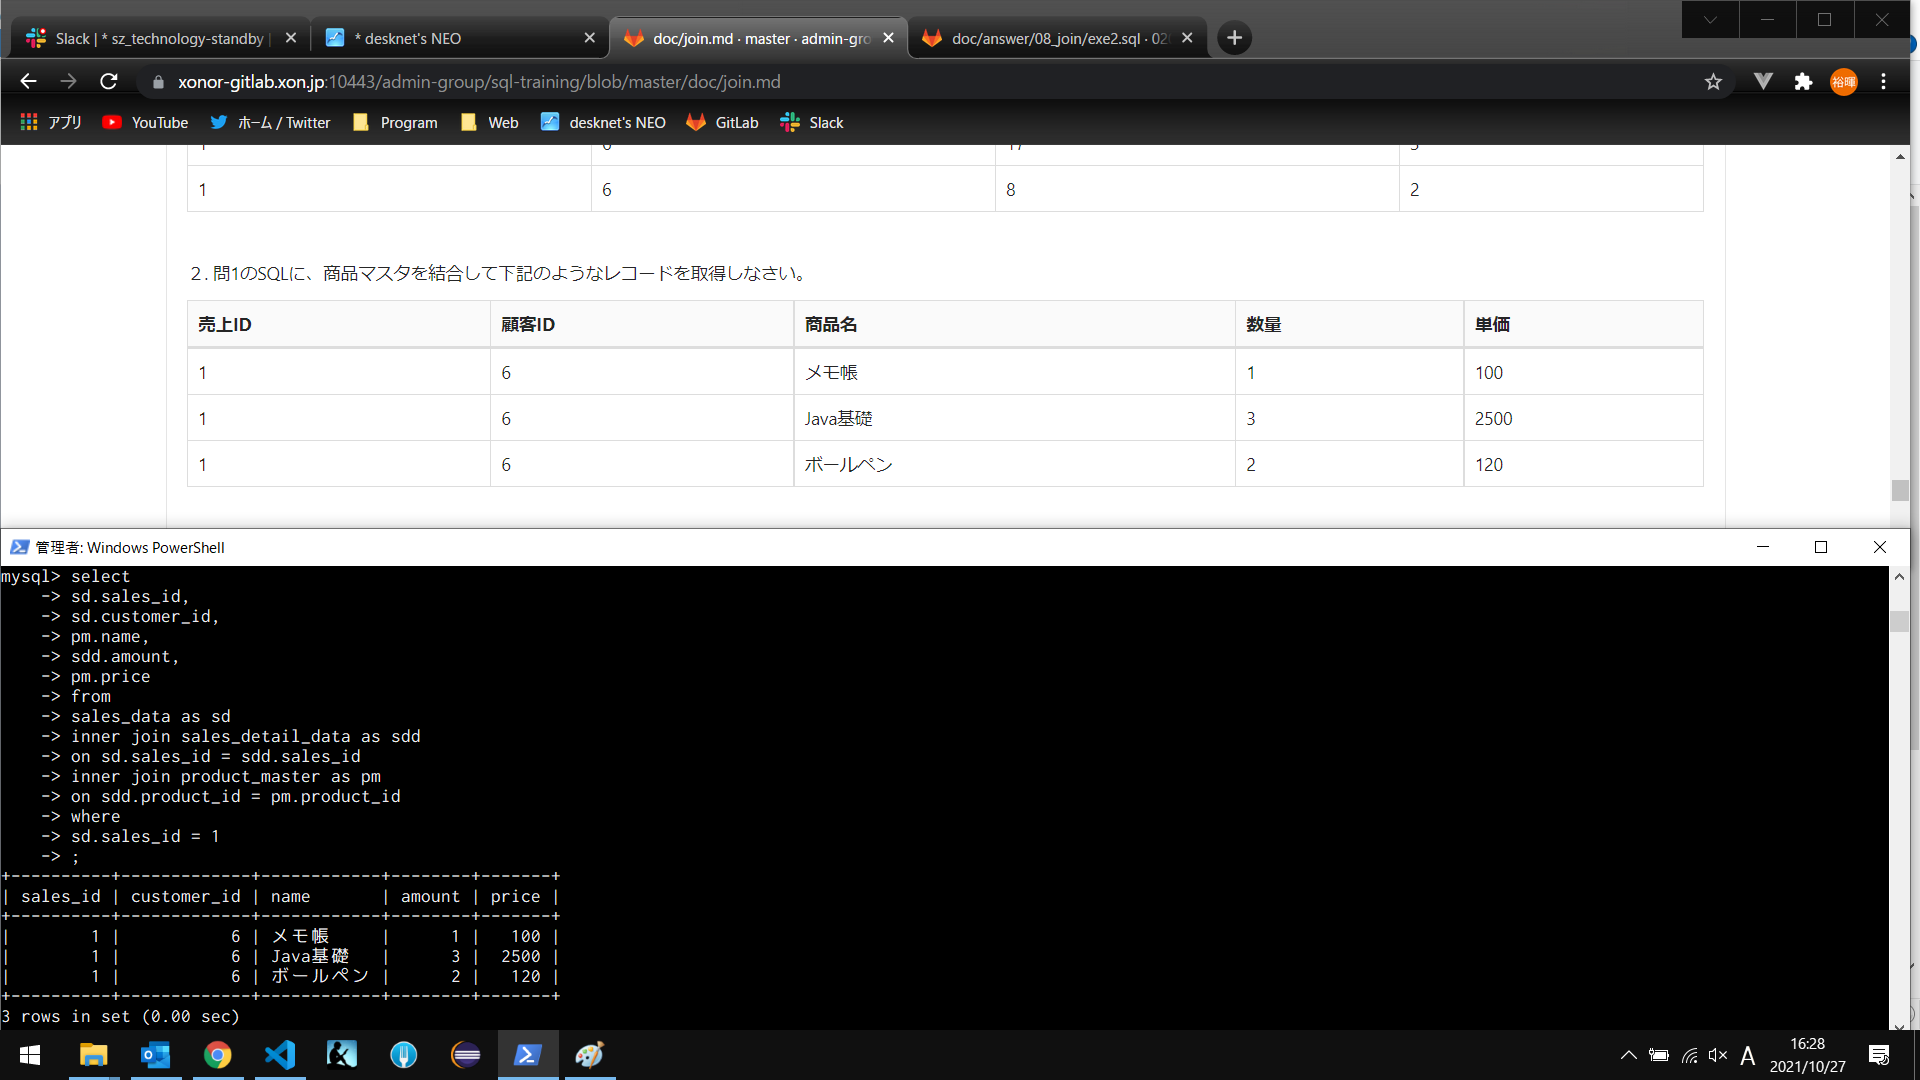 Slack | * sz_technology-standby |
* desknet's NEO
doc/join.md · master · admin-gro
doc/answer/08_join/exe2.sql · 02
xonor-gitlab.xon.jp:10443/admin-group/sql-training/blob/master/doc/join.md
裕暉
アプリ YouTube ホーム / Twitter Program Web desknet's NEO GitLab Slack
1 6 17 3
1 6 8 2
２. 問1のSQLに、商品マスタを結合して下記のようなレコードを取得しなさい。
売上ID 顧客ID 商品名 数量 単価
1 6 メモ帳 1 100
1 6 Java基礎 3 2500
1 6 ボールペン 2 120
管理者: Windows PowerShell
mysql> select
    -> sd.sales_id,
    -> sd.customer_id,
    -> pm.name,
    -> sdd.amount,
    -> pm.price
    -> from
    -> sales_data as sd
    -> inner join sales_detail_data as sdd
    -> on sd.sales_id = sdd.sales_id
    -> inner join product_master as pm
    -> on sdd.product_id = pm.product_id
    -> where
    -> sd.sales_id = 1
    -> ;
+----------+-------------+------------+--------+-------+
| sales_id | customer_id | name       | amount | price |
+----------+-------------+------------+--------+-------+
|        1 |           6 | メモ帳     |      1 |   100 |
|        1 |           6 | Java基礎   |      3 |  2500 |
|        1 |           6 | ボールペン |      2 |   120 |
+----------+-------------+------------+--------+-------+
3 rows in set (0.00 sec)
A
16:28
2021/10/27